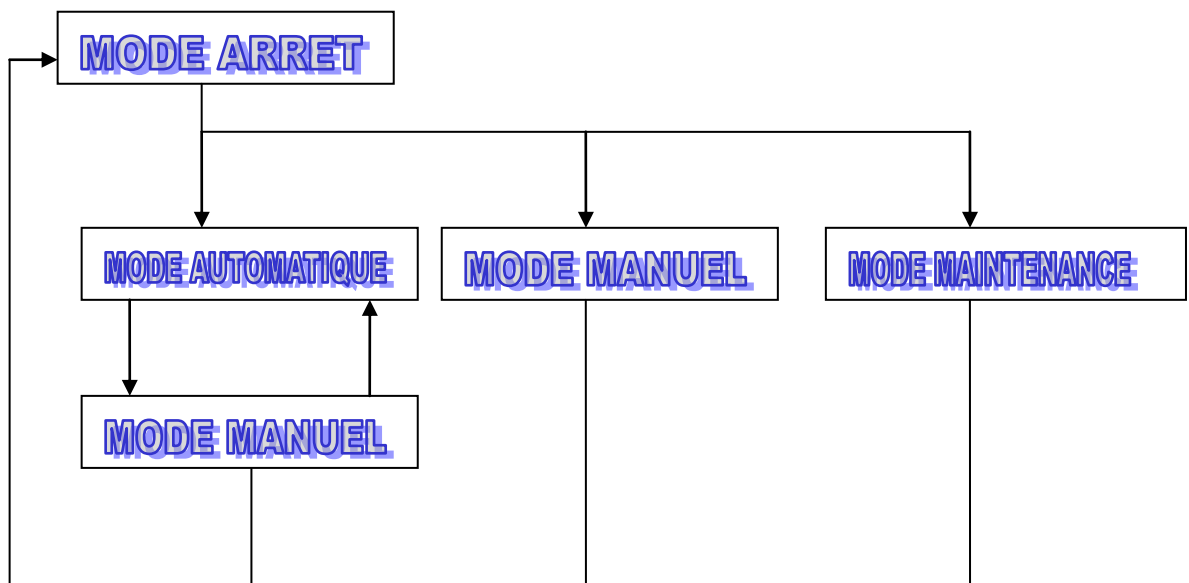 MODE ARRET
MODE AUTOMATIQUE
MODE MANUEL
MODE MAINTENANCE
MODE MANUEL